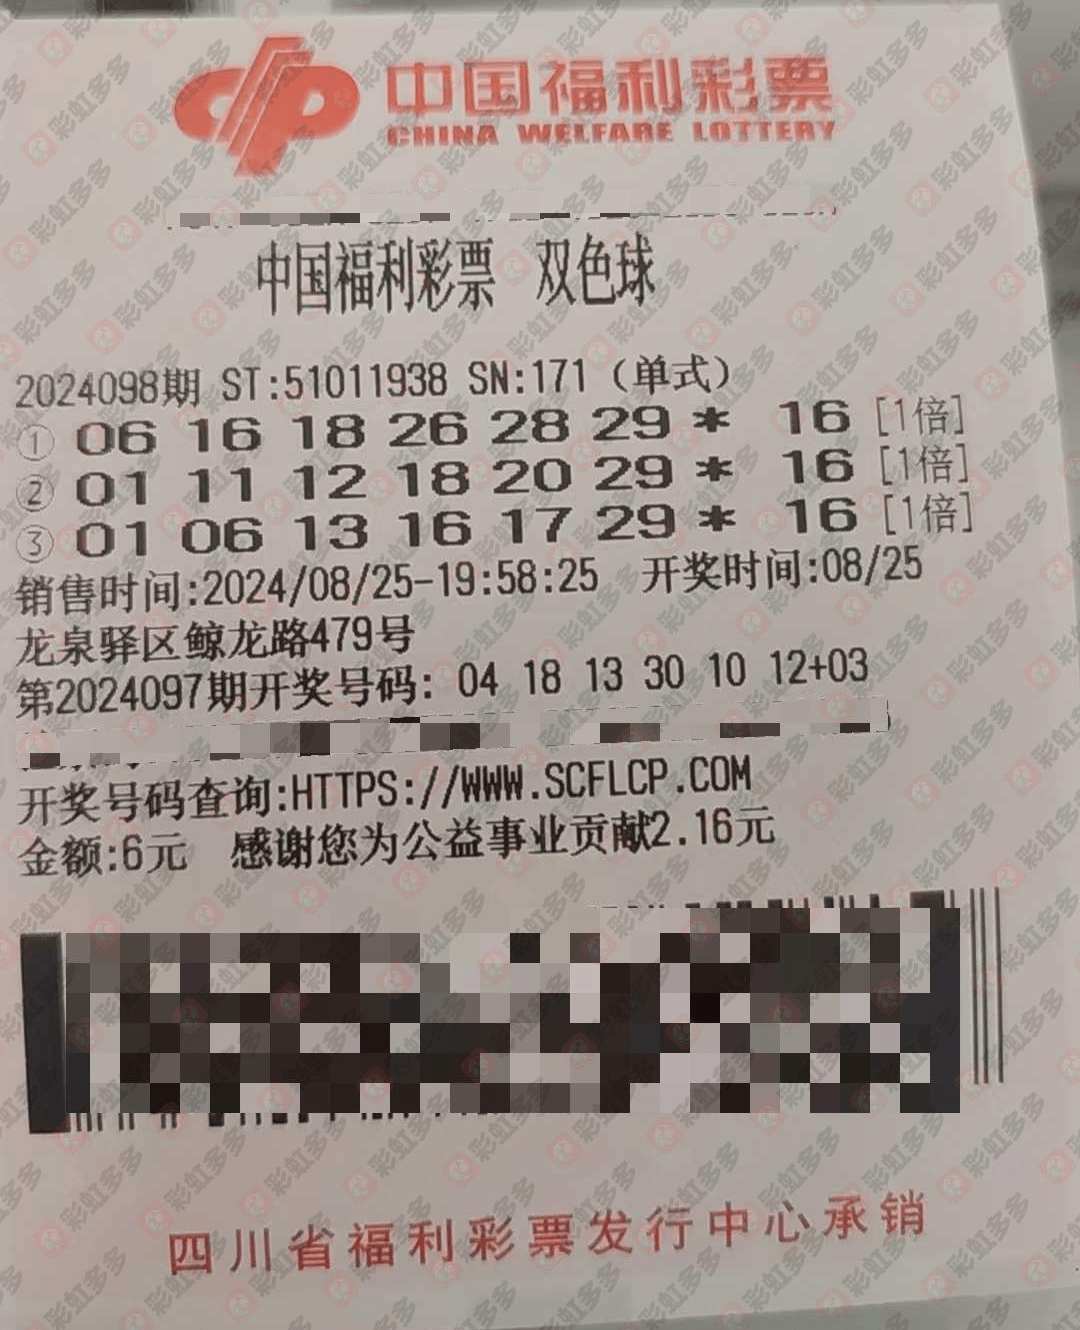 中国福利彩票
CHINA WELFARE LOTTERY
中国福利彩票 双色球
2024098期 ST:51011938 SN:171（单式）
① 06 16 18 26 28 29 * 16 [1倍]
② 01 11 12 18 20 29 * 16 [1倍]
③ 01 06 13 16 17 29 * 16 [1倍]
销售时间:2024/08/25-19:58:25 开奖时间:08/25
龙泉驿区鲸龙路479号
第2024097期开奖号码: 04 18 13 30 10 12+03
开奖号码查询:HTTPS://WWW.SCFLCP.COM
金额:6元 感谢您为公益事业贡献2.16元
四川省福利彩票发行中心承销
彩虹多多